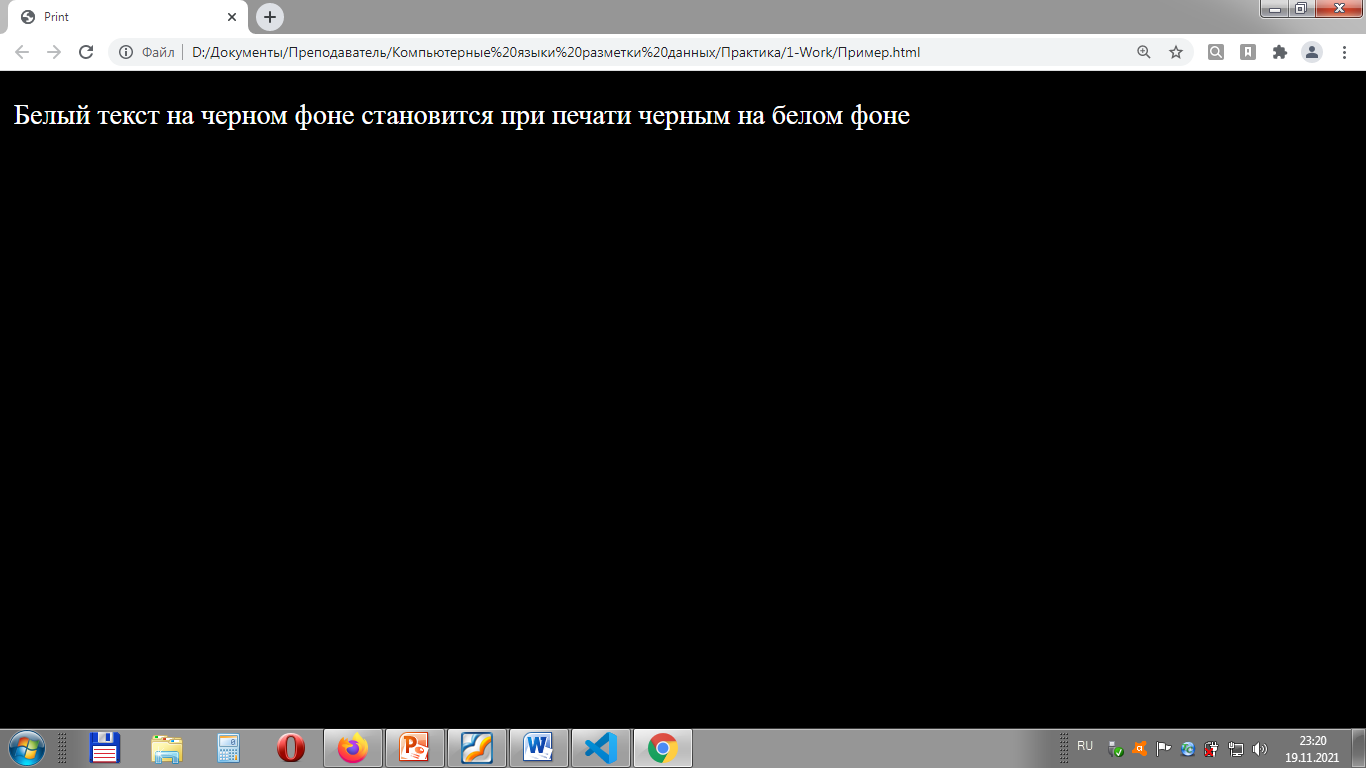 Print
Файл
D:/Документы/Преподаватель/Компьютерные%20языки%20разметки%20данных/Практика/1-Work/Пример.html
Белый текст на черном фоне становится при печати черным на белом фоне
RU
23:20
19.11.2021